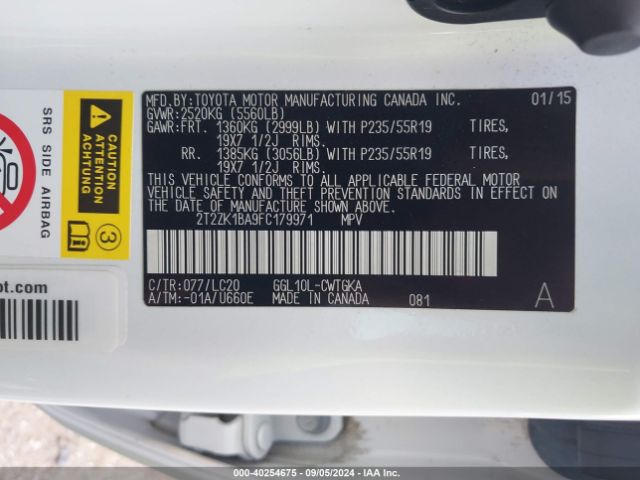 MFD.BY:TOYOTA MOTOR MANUFACTURING CANADA INC. 01/15
GVWR:2520KG (5560LB)
GAWR:FRT. 1360KG (2999LB) WITH P235/55R19 TIRES,
19X7 1/2J RIMS.
RR. 1385KG (3056LB) WITH P235/55R19 TIRES,
19X7 1/2J RIMS.
THIS VEHICLE CONFORMS TO ALL APPLICABLE FEDERAL MOTOR
VEHICLE SAFETY AND THEFT PREVENTION STANDARDS IN EFFECT ON
THE DATE OF MANUFACTURE SHOWN ABOVE.
2T2ZK1BA9FC179971 MPV
C/TR:077/LC20 GGL10L-CWTGKA
A/TM:-01A/U660E MADE IN CANADA 081 A
SRS SIDE AIRBAG
CAUTION
ATTENTION
ACHTUNG
3
ot.com
000-40254675 - 09/05/2024 - IAA Inc.